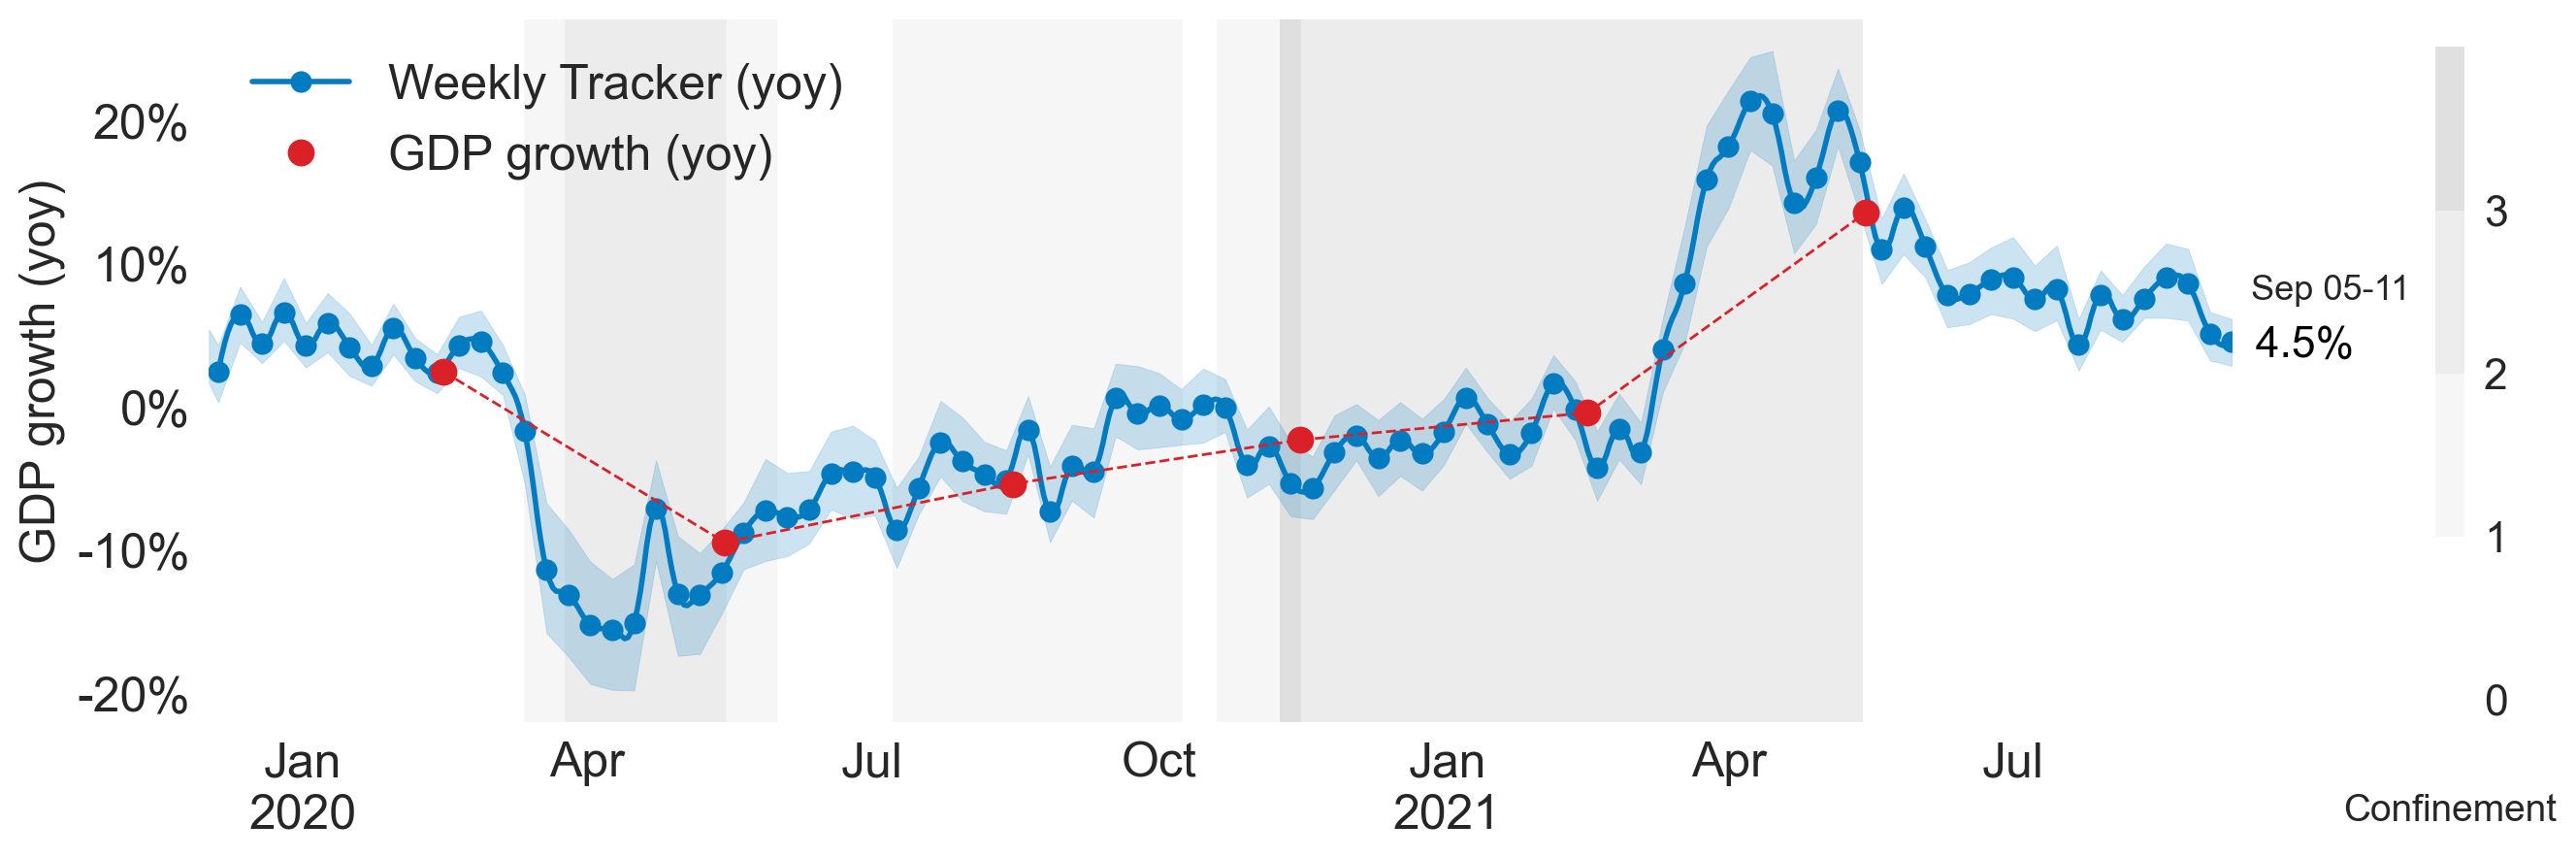 Weekly Tracker (yoy)
GDP growth (yoy)
GDP growth (yoy)
20%
10%
0%
-10%
-20%
Jan
2020
Apr
Jul
Oct
Jan
2021
Apr
Jul
Sep 05-11
4.5%
3
2
1
0
Confinement